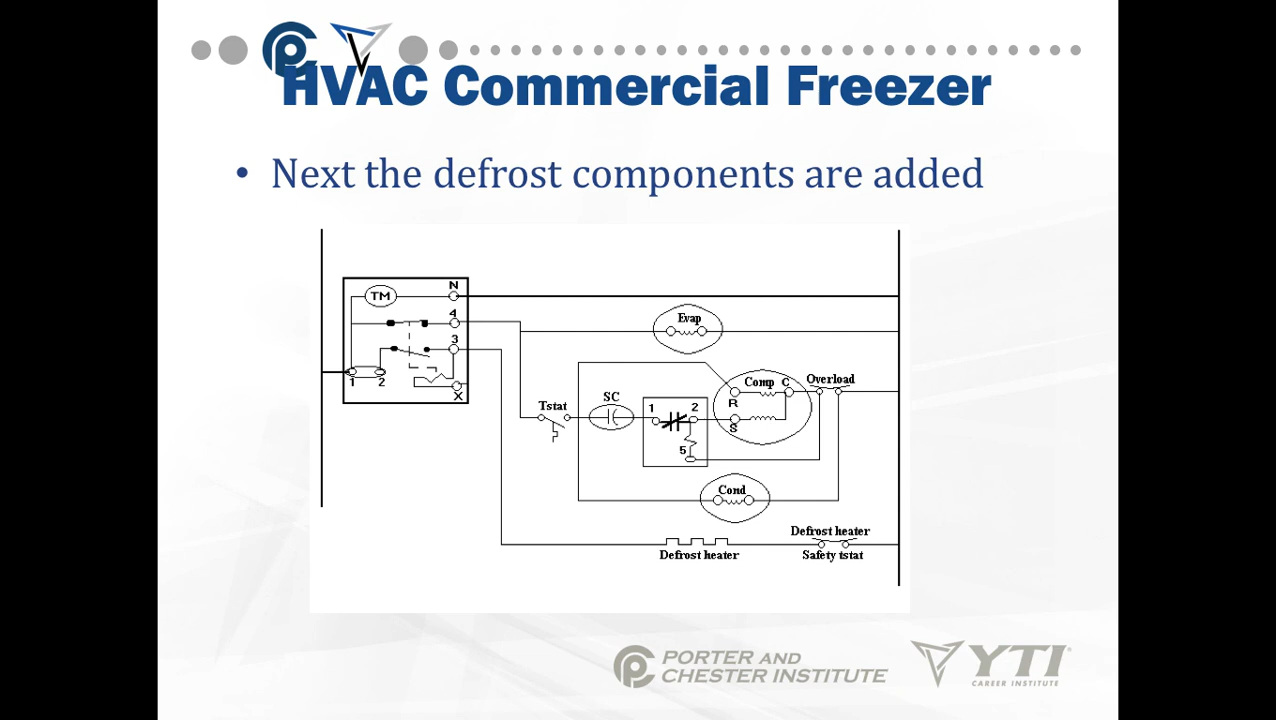 HVAC Commercial Freezer
• Next the defrost components are added
TM
N
4
3
1
2
X
Evap
Comp
C
R
S
Overload
Tstat
SC
1
2
5
Cond
Defrost heater
Defrost heater
Safety tstat
PORTER AND
CHESTER INSTITUTE
YTI
CAREER INSTITUTE